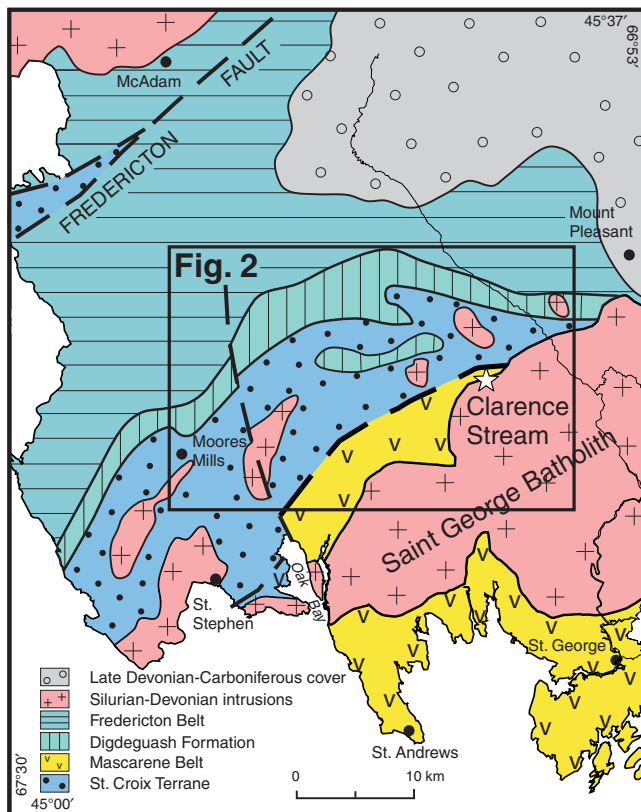 45°37′
66°53′
McAdam
FAULT
FREDERICTON
Mount
Pleasant
Fig. 2
Clarence
Stream
Moores
Mills
Saint George Batholith
Oak Bay
St.
Stephen
St. George
St. Andrews
Late Devonian-Carboniferous cover
Silurian-Devonian intrusions
Fredericton Belt
Digdeguash Formation
Mascarene Belt
St. Croix Terrane
67°30′
45°00′
0
10 km